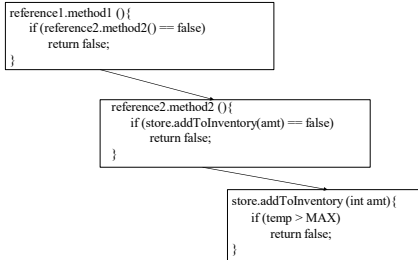 reference1.method1 (){
if (reference2.method2() == false)
return false;
}
reference2.method2 (){
if (store.addToInventory(amt) == false)
return false;
}
store.addToInventory (int amt){
if (temp > MAX)
return false;
}